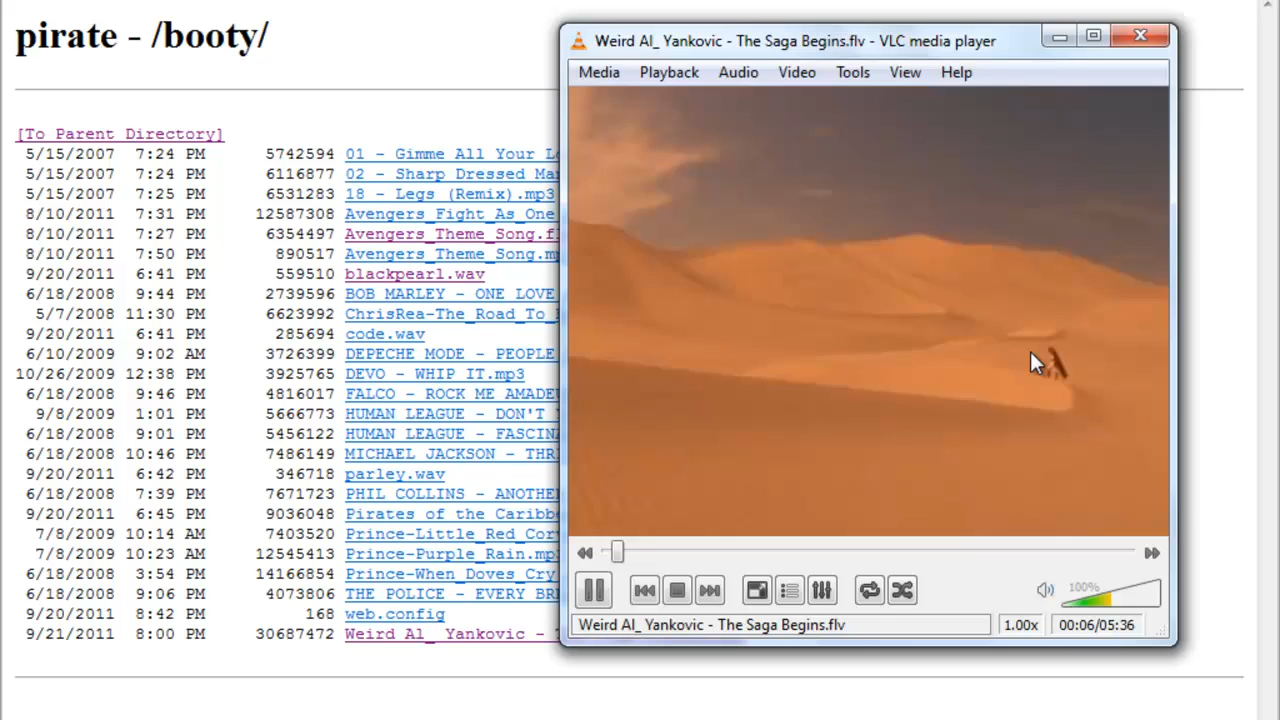 pirate - /booty/
[To Parent Directory]
5/15/2007 7:24 PM 5742594 01 - Gimme All Your
5/15/2007 7:24 PM 6116877 02 - Sharp Dressed
5/15/2007 7:25 PM 6531283 18 - Legs (Remix).mp3
8/10/2011 7:31 PM 12587308 Avengers_Fight_As_One
8/10/2011 7:27 PM 6354497 Avengers_Theme_Song.f
8/10/2011 7:50 PM 890517 Avengers_Theme_Song.m
9/20/2011 6:41 PM 559510 blackpearl.wav
6/18/2008 9:44 PM 2739596 BOB MARLEY - ONE LOVE
5/7/2008 11:30 PM 6623992 ChrisRea-The_Road_To_
9/20/2011 6:41 PM 285694 code.wav
6/10/2009 9:02 AM 3726399 DEPECHE MODE - PEOPLE
10/26/2009 12:38 PM 3925765 DEVO - WHIP IT.mp3
6/18/2008 9:46 PM 4816017 FALCO - ROCK ME AMADE
9/8/2009 1:01 PM 5666773 HUMAN LEAGUE - DON'T
6/18/2008 9:01 PM 5456122 HUMAN LEAGUE - FASCIN
6/18/2008 10:46 PM 7486149 MICHAEL JACKSON - THR
9/20/2011 6:42 PM 346718 parley.wav
6/18/2008 7:39 PM 7671723 PHIL COLLINS - ANOTHE
9/20/2011 6:45 PM 9036048 Pirates of the Caribb
7/8/2009 10:14 AM 7403520 Prince-Little_Red_Cor
7/8/2009 10:23 AM 12545413 Prince-Purple_Rain.mp
6/18/2008 3:54 PM 14166854 Prince-When_Doves_Cry
6/18/2008 9:06 PM 4073806 THE POLICE - EVERY BR
9/20/2011 8:42 PM 168 web.config
9/21/2011 8:00 PM 30687472 Weird Al_ Yankovic -
Weird Al_ Yankovic - The Saga Begins.flv - VLC media player
Media Playback Audio Video Tools View Help
100%
Weird Al_ Yankovic - The Saga Begins.flv 1.00x 00:06/05:36